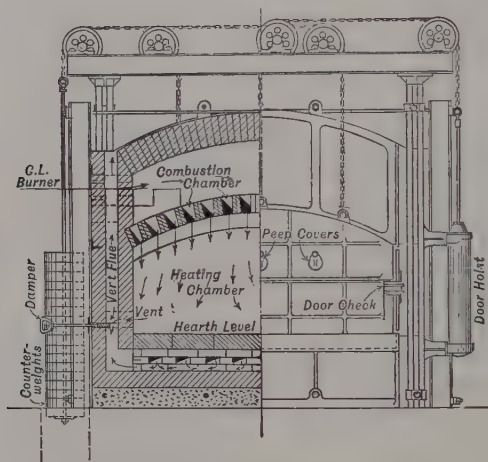 C.L.
Burner
Combustion
Chamber
Vert Flue
Peep Covers
Heating
Chamber
Door Check
Door Hoist
Damper
Vent
Hearth Level
Counter-
weights